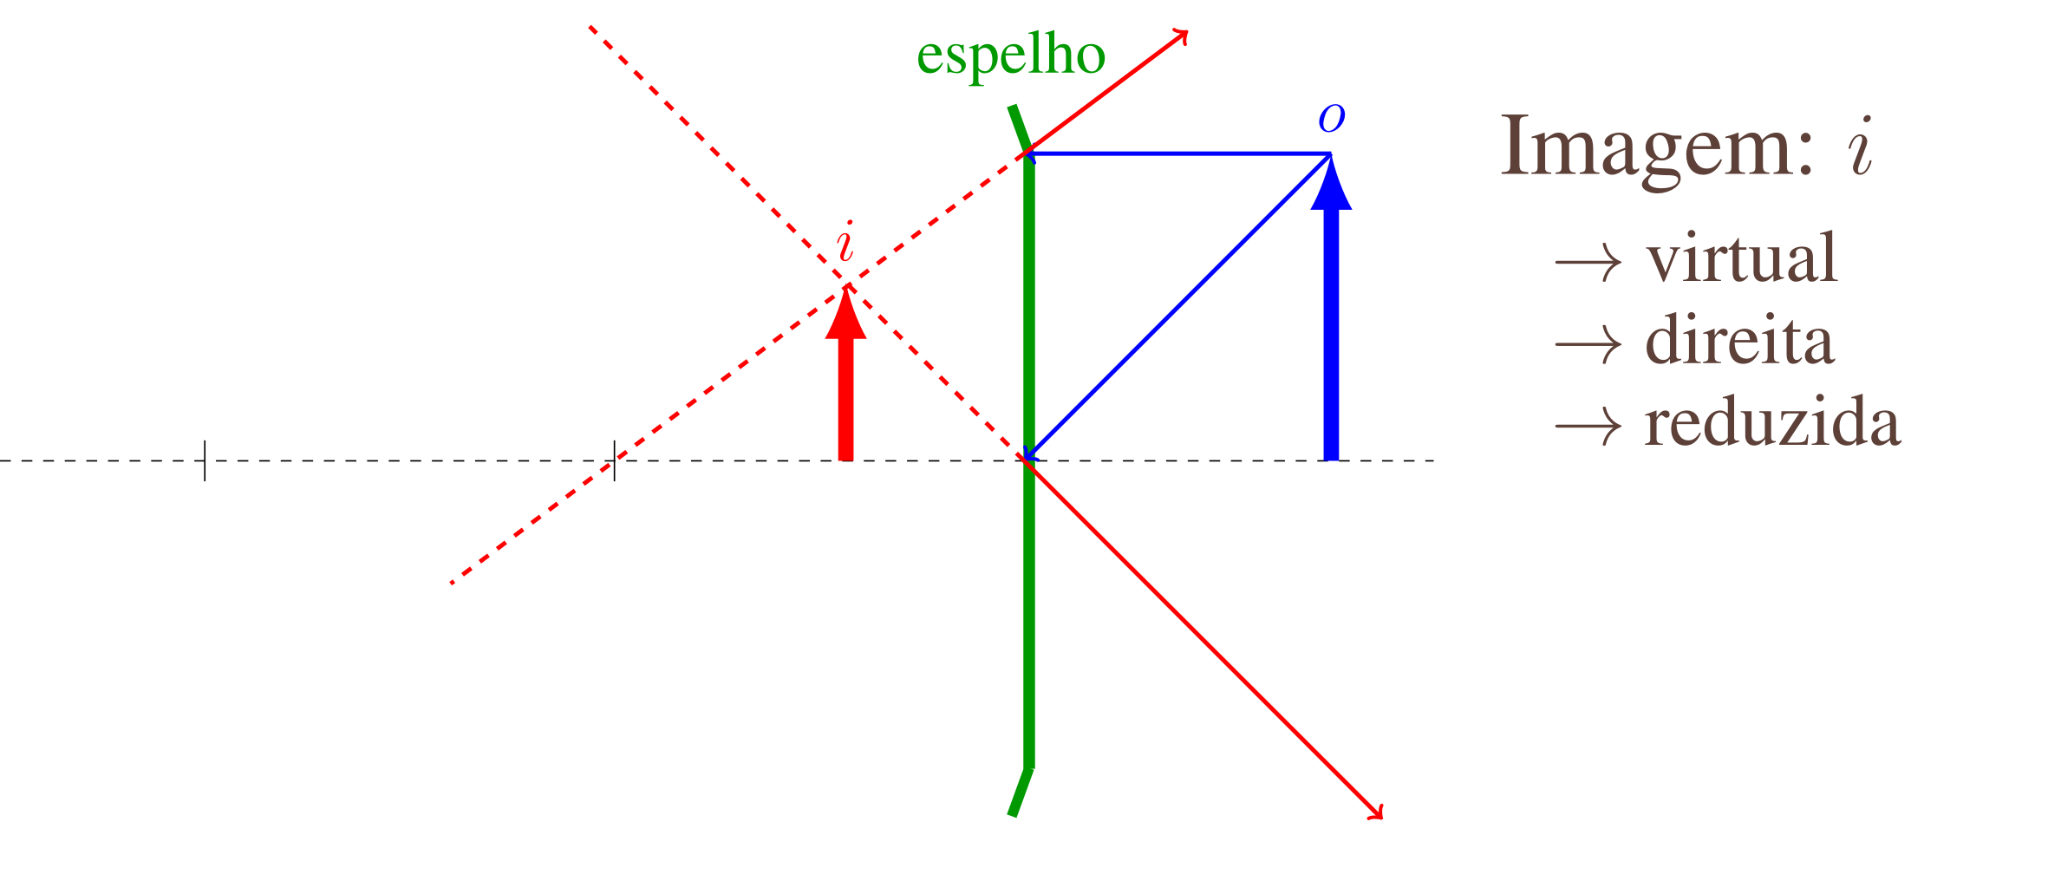 espelho
o
i
Imagem: i
→ virtual
→ direita
→ reduzida